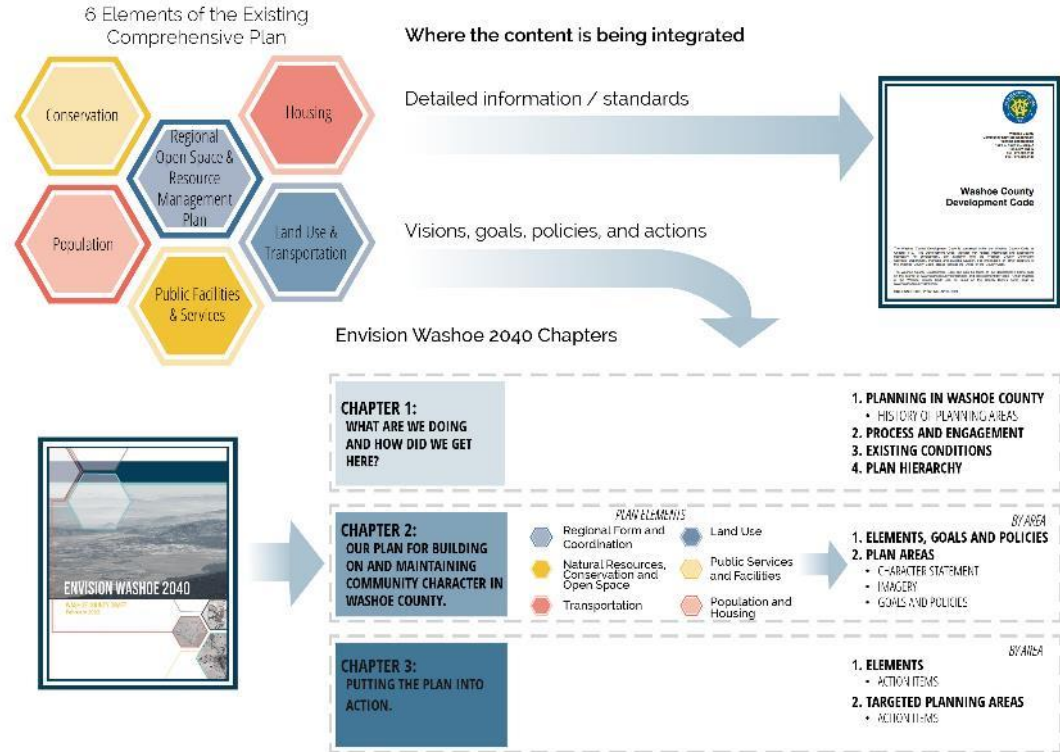 6 Elements of the Existing
Comprehensive Plan
Conservation
Housing
Regional
Open Space &
Resource
Management
Plan
Population
Land Use &
Transportation
Public Facilities
& Services
Where the content is being integrated
Detailed information / standards
Visions, goals, policies, and actions
Washoe County
Development Code
Envision Washoe 2040 Chapters
ENVISION WASHOE 2040
CHAPTER 1:
WHAT ARE WE DOING
AND HOW DID WE GET
HERE?
1. PLANNING IN WASHOE COUNTY
• HISTORY OF PLANNING AREAS
2. PROCESS AND ENGAGEMENT
3. EXISTING CONDITIONS
4. PLAN HIERARCHY
CHAPTER 2:
OUR PLAN FOR BUILDING
ON AND MAINTAINING
COMMUNITY CHARACTER IN
WASHOE COUNTY.
PLAN ELEMENTS
Regional Form and
Coordination
Natural Resources,
Conservation and
Open Space
Transportation
Land Use
Public Services
and Facilities
Population and
Housing
BY AREA
1. ELEMENTS, GOALS AND POLICIES
2. PLAN AREAS
• CHARACTER STATEMENT
• IMAGERY
• GOALS AND POLICIES
CHAPTER 3:
PUTTING THE PLAN INTO
ACTION.
BY AREA
1. ELEMENTS
• ACTION ITEMS
2. TARGETED PLANNING AREAS
• ACTION ITEMS